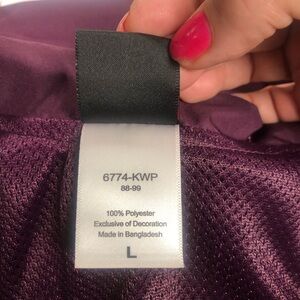 6774-KWP
88-99
100% Polyester
Exclusive of Decoration
Made in Bangladesh
L